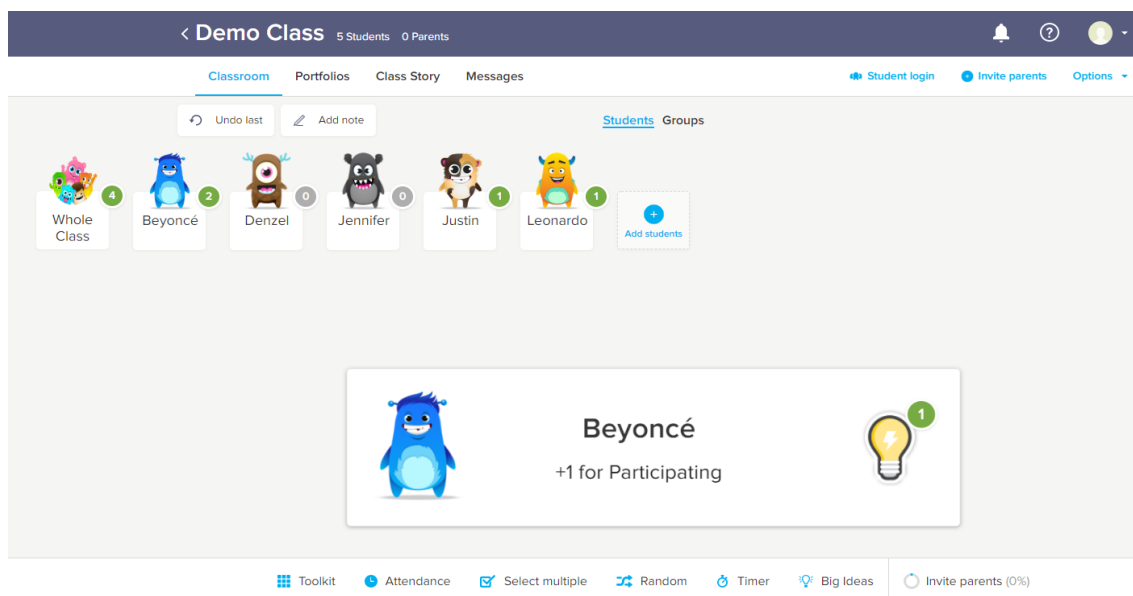 < Demo Class 5 Students 0 Parents
Classroom Portfolios Class Story Messages Student login Invite parents Options
Undo last Add note Students Groups
4 2 0 0 1 1
Whole Class Beyoncé Denzel Jennifer Justin Leonardo Add students
1
Beyoncé
+1 for Participating
Toolkit Attendance Select multiple Random Timer Big Ideas Invite parents (0%)